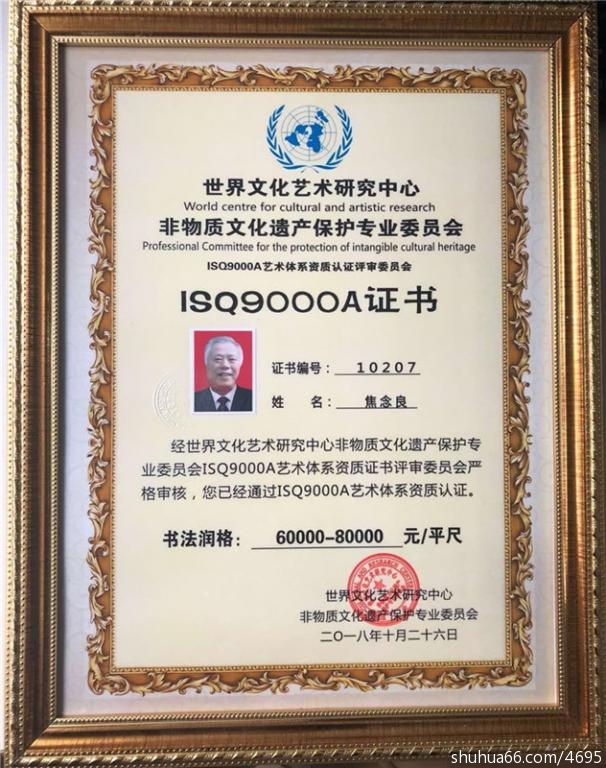 世界文化艺术研究中心
World centre for cultural and artistic research
非物质文化遗产保护专业委员会
Professional Committee for the protection of intangible cultural heritage
ISQ9000A艺术体系资质认证评审委员会
ISQ9000A证书
证书编号： 10207
姓 名： 焦念良
经世界文化艺术研究中心非物质文化遗产保护专
业委员会ISQ9000A艺术体系资质证书评审委员会严
格审核，您已经通过ISQ9000A艺术体系资质认证。
书法润格： 60000-80000 元/平尺
世界文化艺术研究中心
非物质文化遗产保护专业委员会
二〇一八年十月二十六日
shuhua66.com/4695